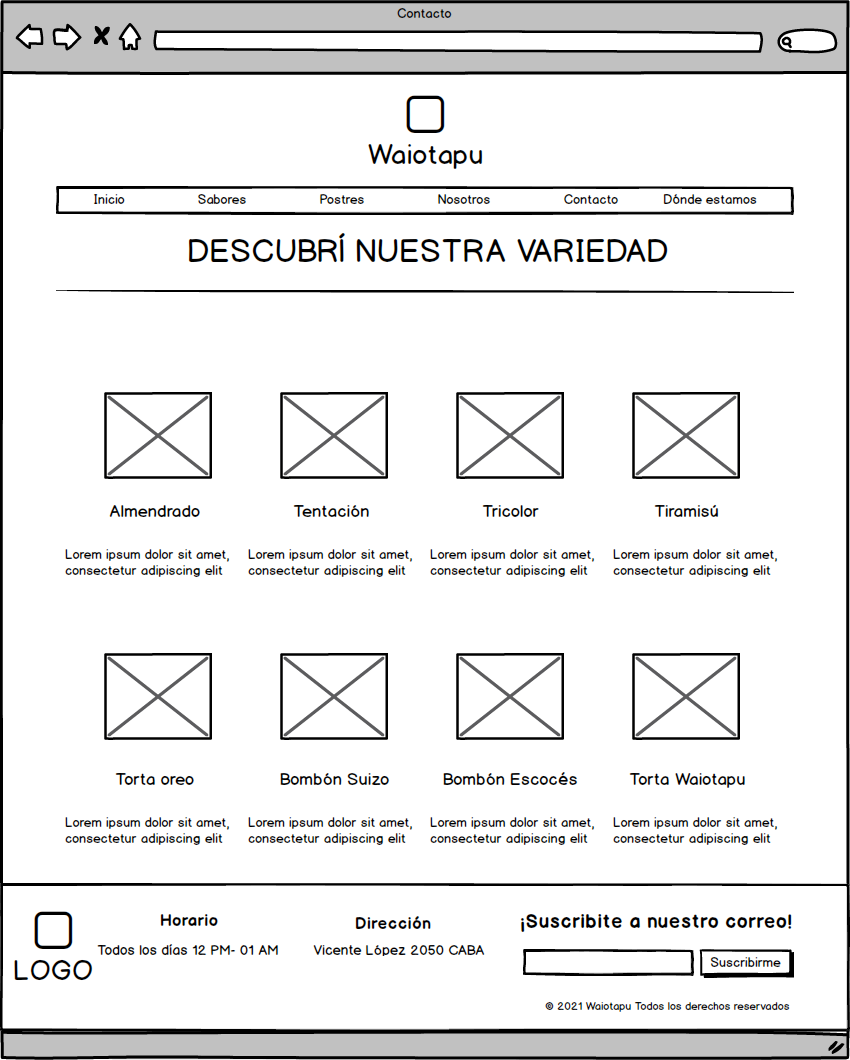 Contacto
Waiotapu
Inicio Sabores Postres Nosotros Contacto Dónde estamos
DESCUBRÍ NUESTRA VARIEDAD
Almendrado Tentación Tricolor Tiramisú
Lorem ipsum dolor sit amet, Lorem ipsum dolor sit amet, Lorem ipsum dolor sit amet, Lorem ipsum dolor sit amet,
consectetur adipiscing elit consectetur adipiscing elit consectetur adipiscing elit consectetur adipiscing elit
Torta oreo Bombón Suizo Bombón Escocés Torta Waiotapu
Lorem ipsum dolor sit amet, Lorem ipsum dolor sit amet, Lorem ipsum dolor sit amet, Lorem ipsum dolor sit amet,
consectetur adipiscing elit consectetur adipiscing elit consectetur adipiscing elit consectetur adipiscing elit
LOGO
Horario
Todos los días 12 PM- 01 AM
Dirección
Vicente López 2050 CABA
¡Suscribite a nuestro correo!
Suscribirme
© 2021 Waiotapu Todos los derechos reservados